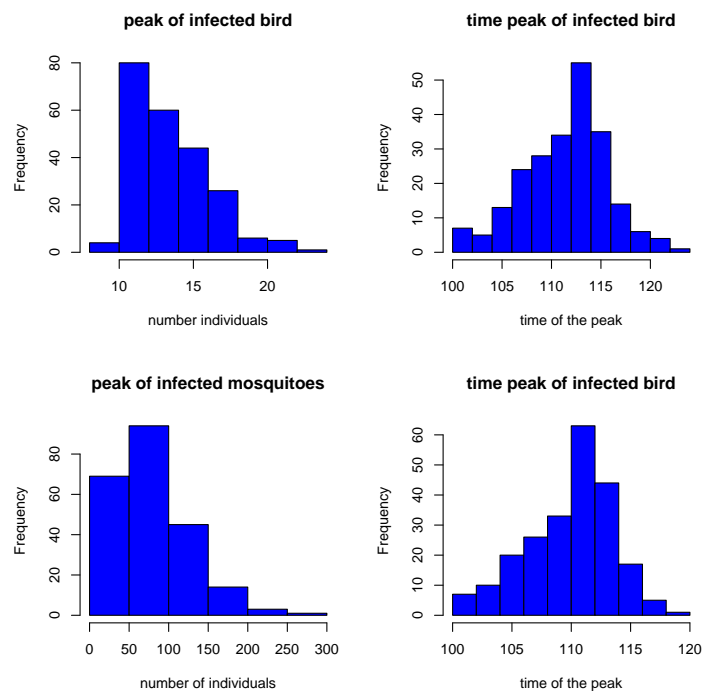 peak of infected bird
Frequency
0 20 40 60 80
10 15 20
number individuals
time peak of infected bird
Frequency
0 10 20 30 40 50
100 105 110 115 120
time of the peak
peak of infected mosquitoes
Frequency
0 20 40 60 80
0 50 100 150 200 250 300
number of individuals
time peak of infected bird
Frequency
0 10 20 30 40 50 60
100 105 110 115 120
time of the peak